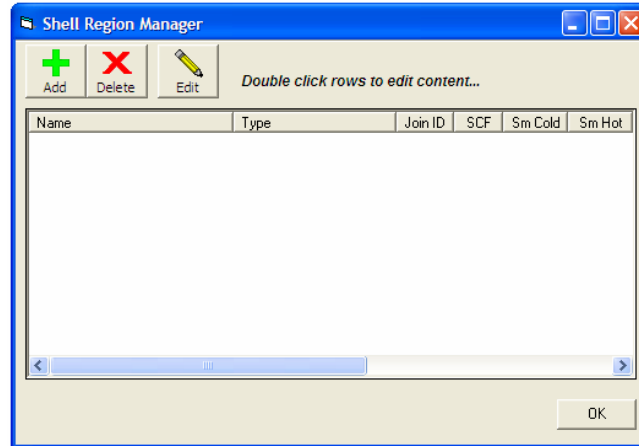 Shell Region Manager
Add Delete Edit Double click rows to edit content...
Name Type Join ID SCF Sm Cold Sm Hot
OK